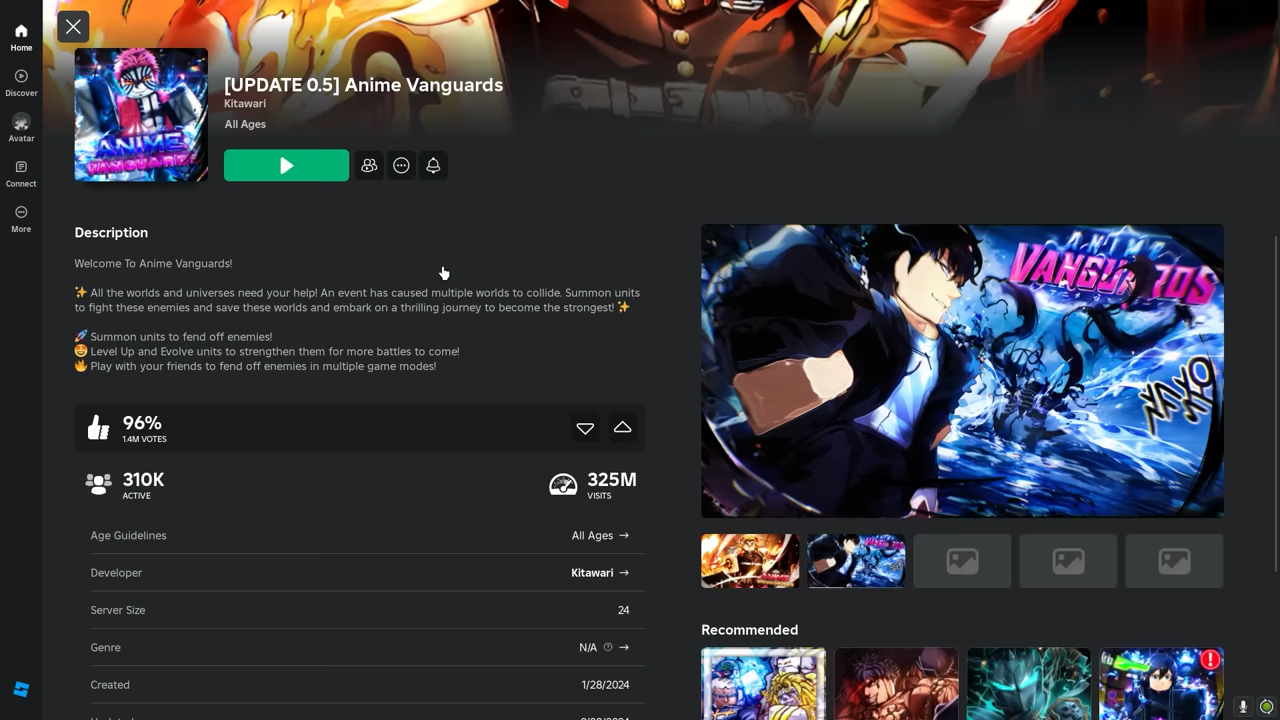 Home
Discover
Avatar
Connect
More
[UPDATE 0.5] Anime Vanguards
Kitawari
All Ages
ANIME
VANGUARDS
Description
Welcome To Anime Vanguards!
✨ All the worlds and universes need your help! An event has caused multiple worlds to collide. Summon units
to fight these enemies and save these worlds and embark on a thrilling journey to become the strongest! ✨
🚀 Summon units to fend off enemies!
🤩 Level Up and Evolve units to strengthen them for more battles to come!
🔥 Play with your friends to fend off enemies in multiple game modes!
96%
1.4M VOTES
310K
ACTIVE
325M
VISITS
Age Guidelines
All Ages →
Developer
Kitawari →
Server Size
24
Genre
N/A →
Created
1/28/2024
ANIME
VANGUARDS
Recommended